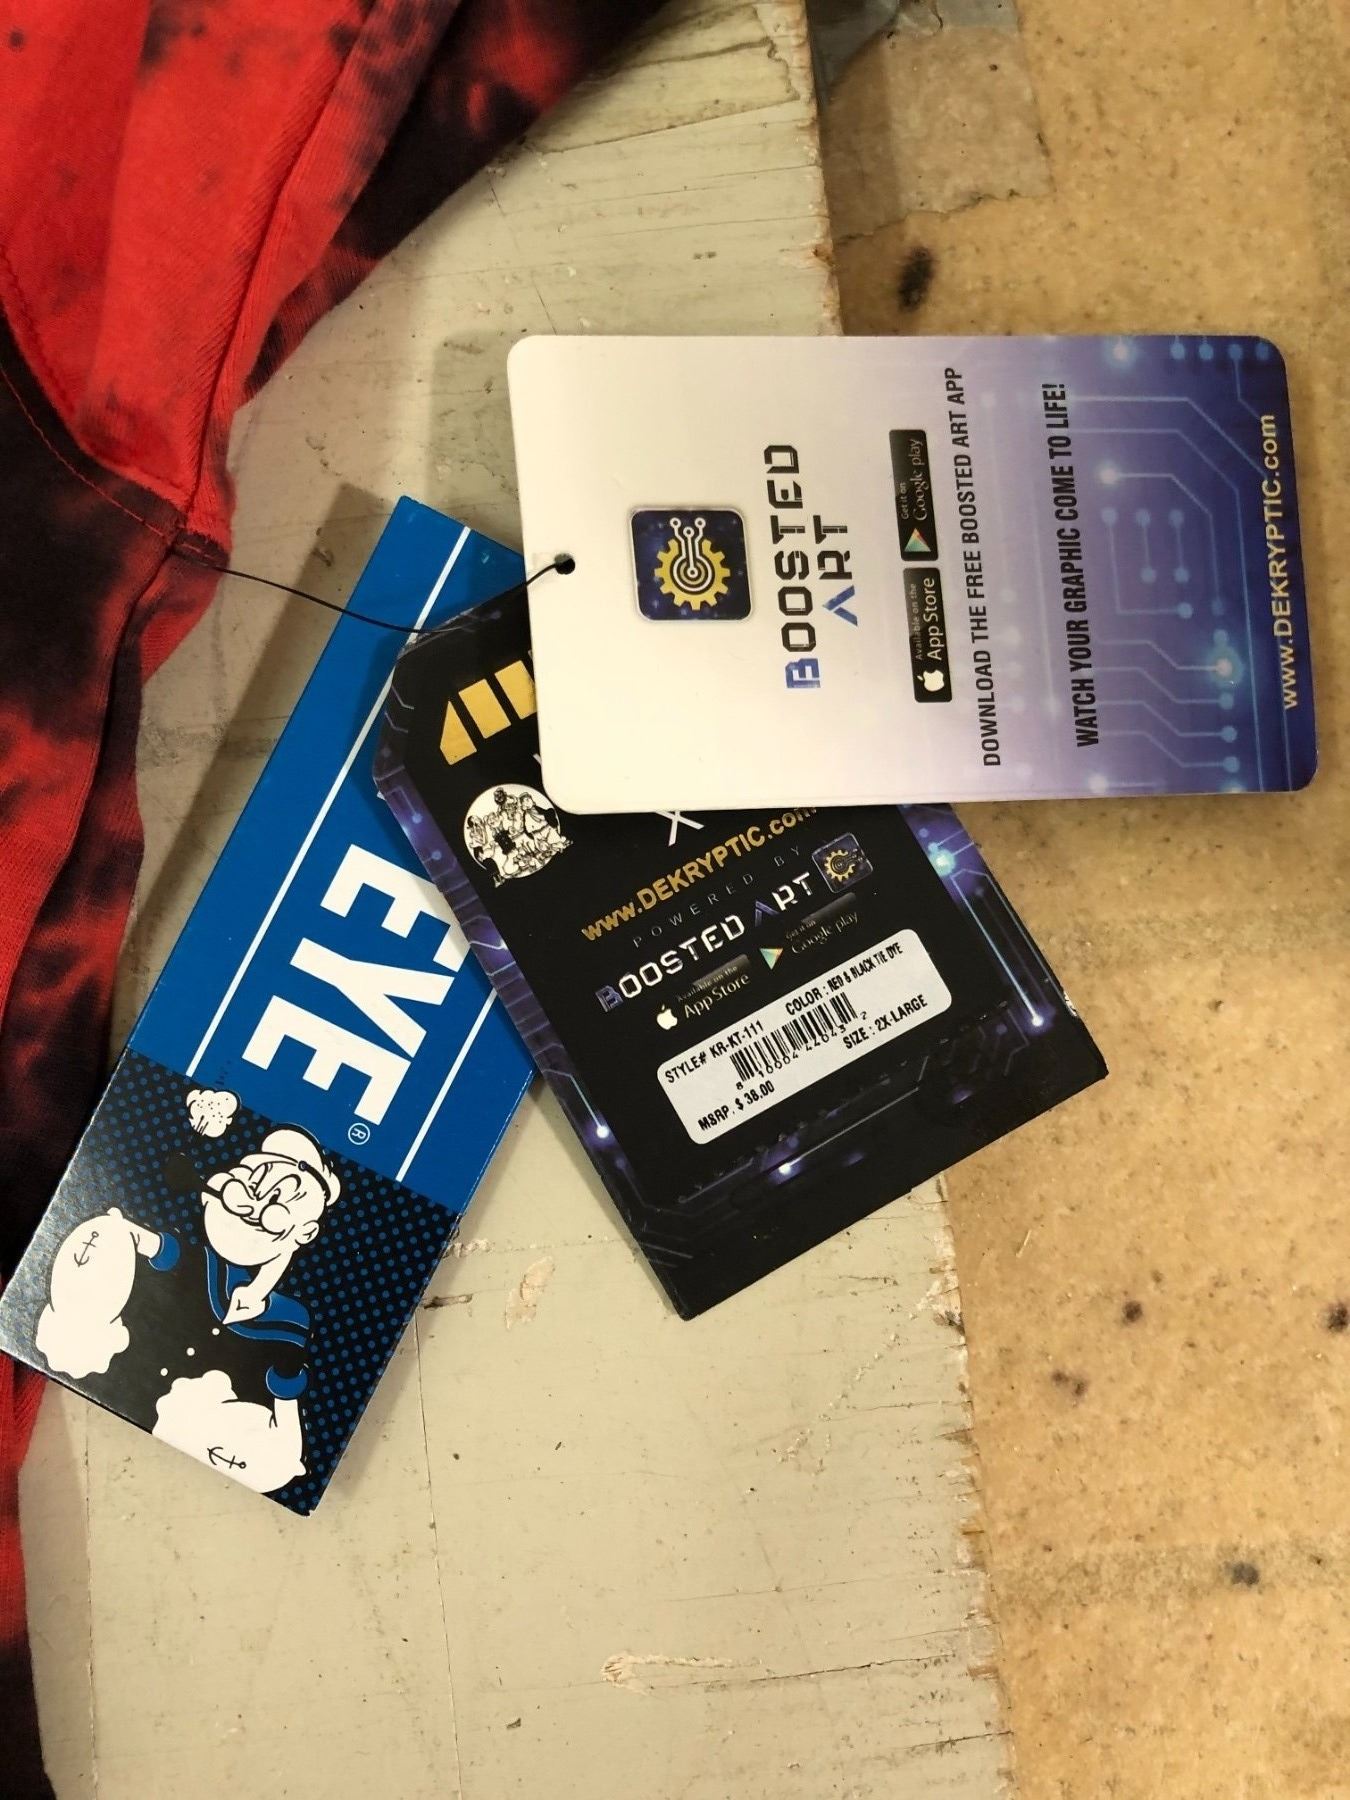 BOOSTED
ART
Available on the
App Store
Get it on
Google play
DOWNLOAD THE FREE BOOSTED ART APP
WATCH YOUR GRAPHIC COME TO LIFE!
www.DEKRYPTIC.com
X
www.DEKRYPTIC.com
POWERED BY
BOOSTED ART
Available on the
App Store
Get it on
Google play
STYLE# KR-KT-111 COLOR : RED & BLACK TIE DYE
MSRP. $ 38.00 SIZE : 2X-LARGE
EYE®